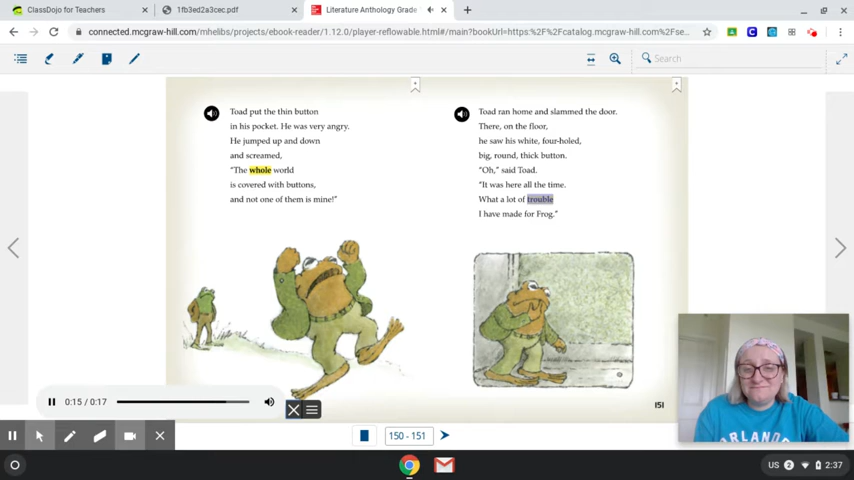 ClassDojo for Teachers
1fb3ed2a3cec.pdf
Literature Anthology Grade
connected.mcgraw-hill.com/mhelibs/projects/ebook-reader/1.12.0/player-reflowable.html#/main?bookUrl=https:%2F%2Fcatalog.mcgraw-hill.com%2Fse...
Search
Toad put the thin button
in his pocket. He was very angry.
He jumped up and down
and screamed,
“The whole world
is covered with buttons,
and not one of them is mine!”
Toad ran home and slammed the door.
There, on the floor,
he saw his white, four-holed,
big, round, thick button.
“Oh,” said Toad.
“It was here all the time.
What a lot of trouble
I have made for Frog.”
151
0:15 / 0:17
150 - 151
ORLANDO
US 2 2:37